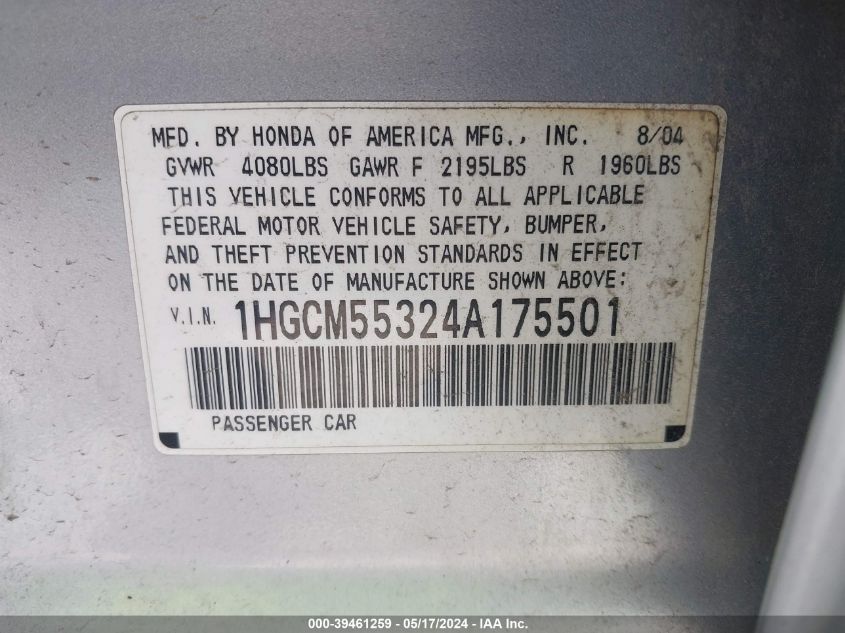 MFD. BY HONDA OF AMERICA MFG., INC. 8/04
GVWR 4080LBS GAWR F 2195LBS R 1960LBS
THIS VEHICLE CONFORMS TO ALL APPLICABLE
FEDERAL MOTOR VEHICLE SAFETY, BUMPER,
AND THEFT PREVENTION STANDARDS IN EFFECT
ON THE DATE OF MANUFACTURE SHOWN ABOVE:
V.I.N. 1HGCM55324A175501
PASSENGER CAR
000-39461259 - 05/17/2024 - IAA Inc.